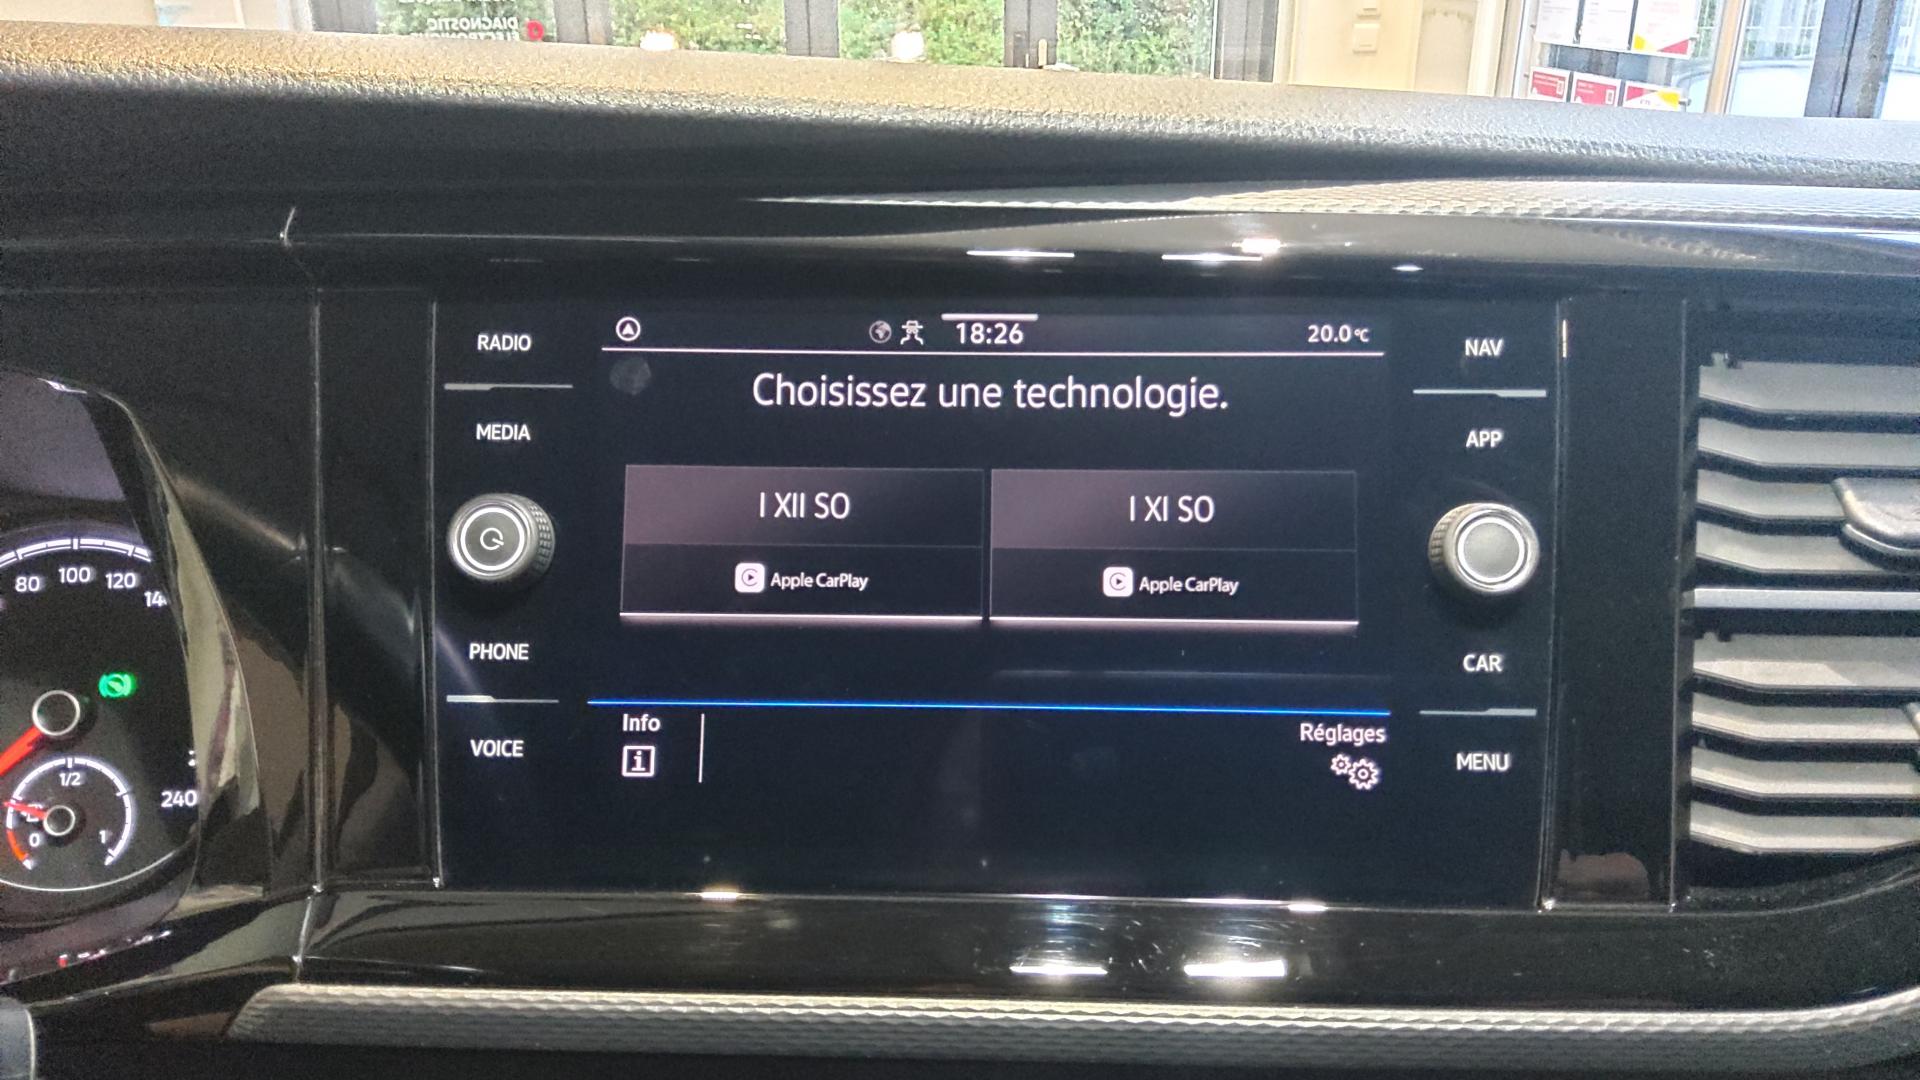 DIAGNOSTIC
RADIO
MEDIA
PHONE
VOICE
18:26
20.0°C
Choisissez une technologie.
I XII SO
Apple CarPlay
I XI SO
Apple CarPlay
Info
i
Réglages
NAV
APP
CAR
MENU
80
100
120
240
1/2
0
1